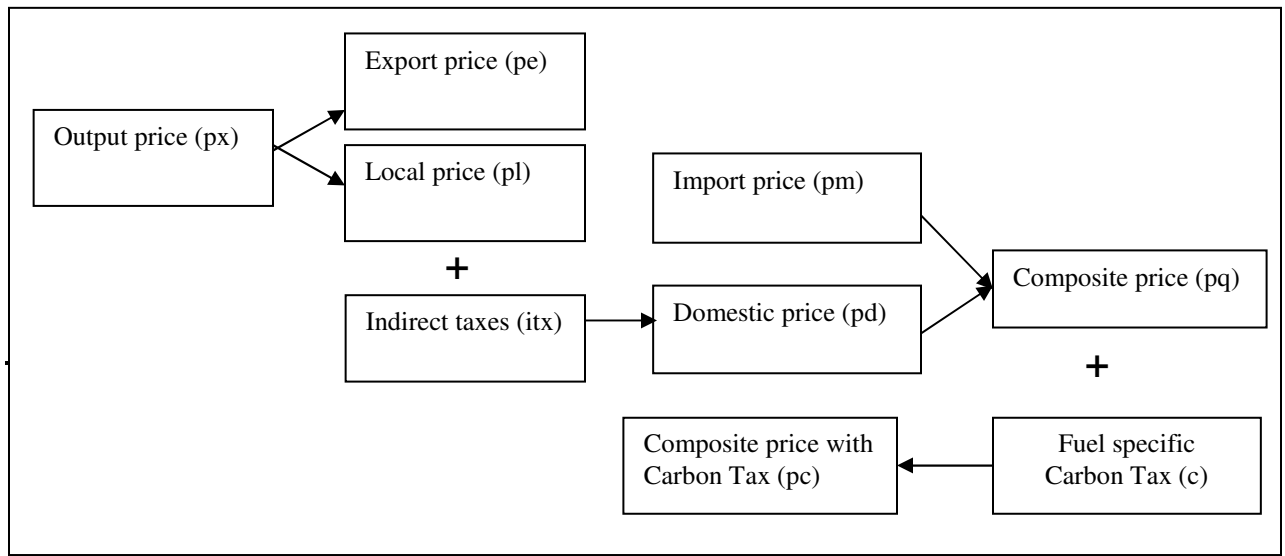 Export price (pe)
Output price (px)
Local price (pl)
Import price (pm)
+
Composite price (pq)
Indirect taxes (itx)
Domestic price (pd)
+
Composite price with
Carbon Tax (pc)
Fuel specific
Carbon Tax (c)